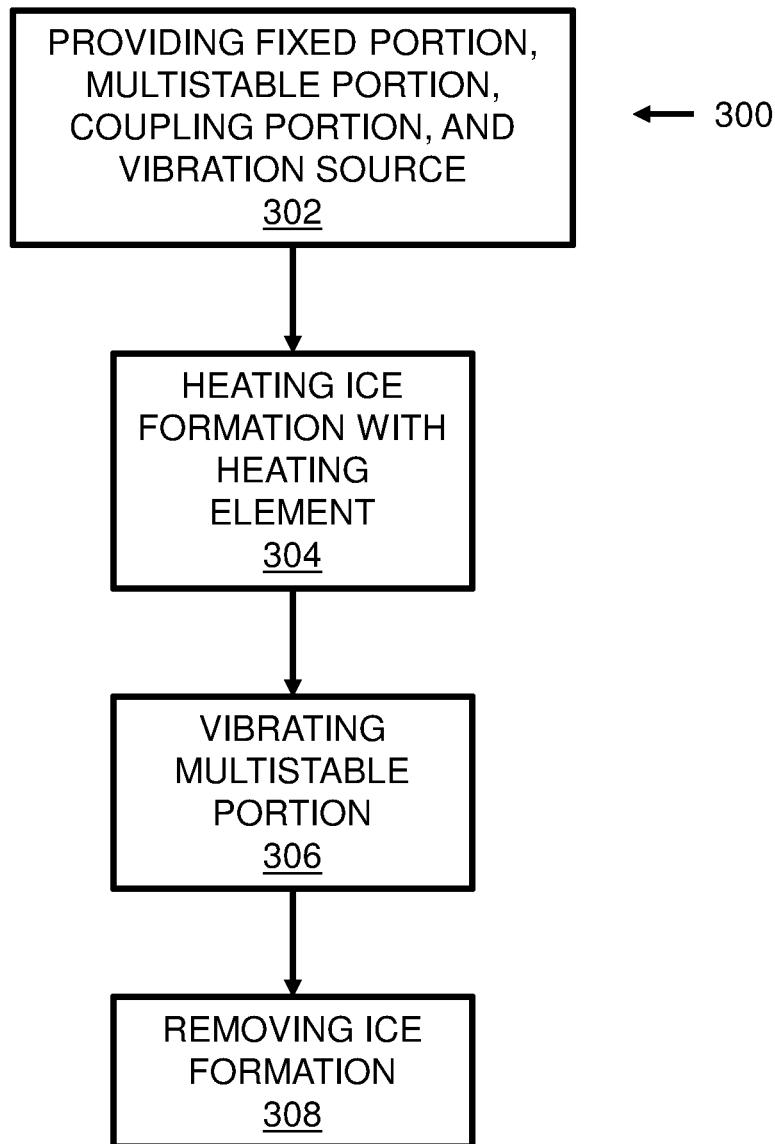 PROVIDING FIXED PORTION,
MULTISTABLE PORTION,
COUPLING PORTION, AND
VIBRATION SOURCE
302
300
HEATING ICE
FORMATION WITH
HEATING
ELEMENT
304
VIBRATING
MULTISTABLE
PORTION
306
REMOVING ICE
FORMATION
308